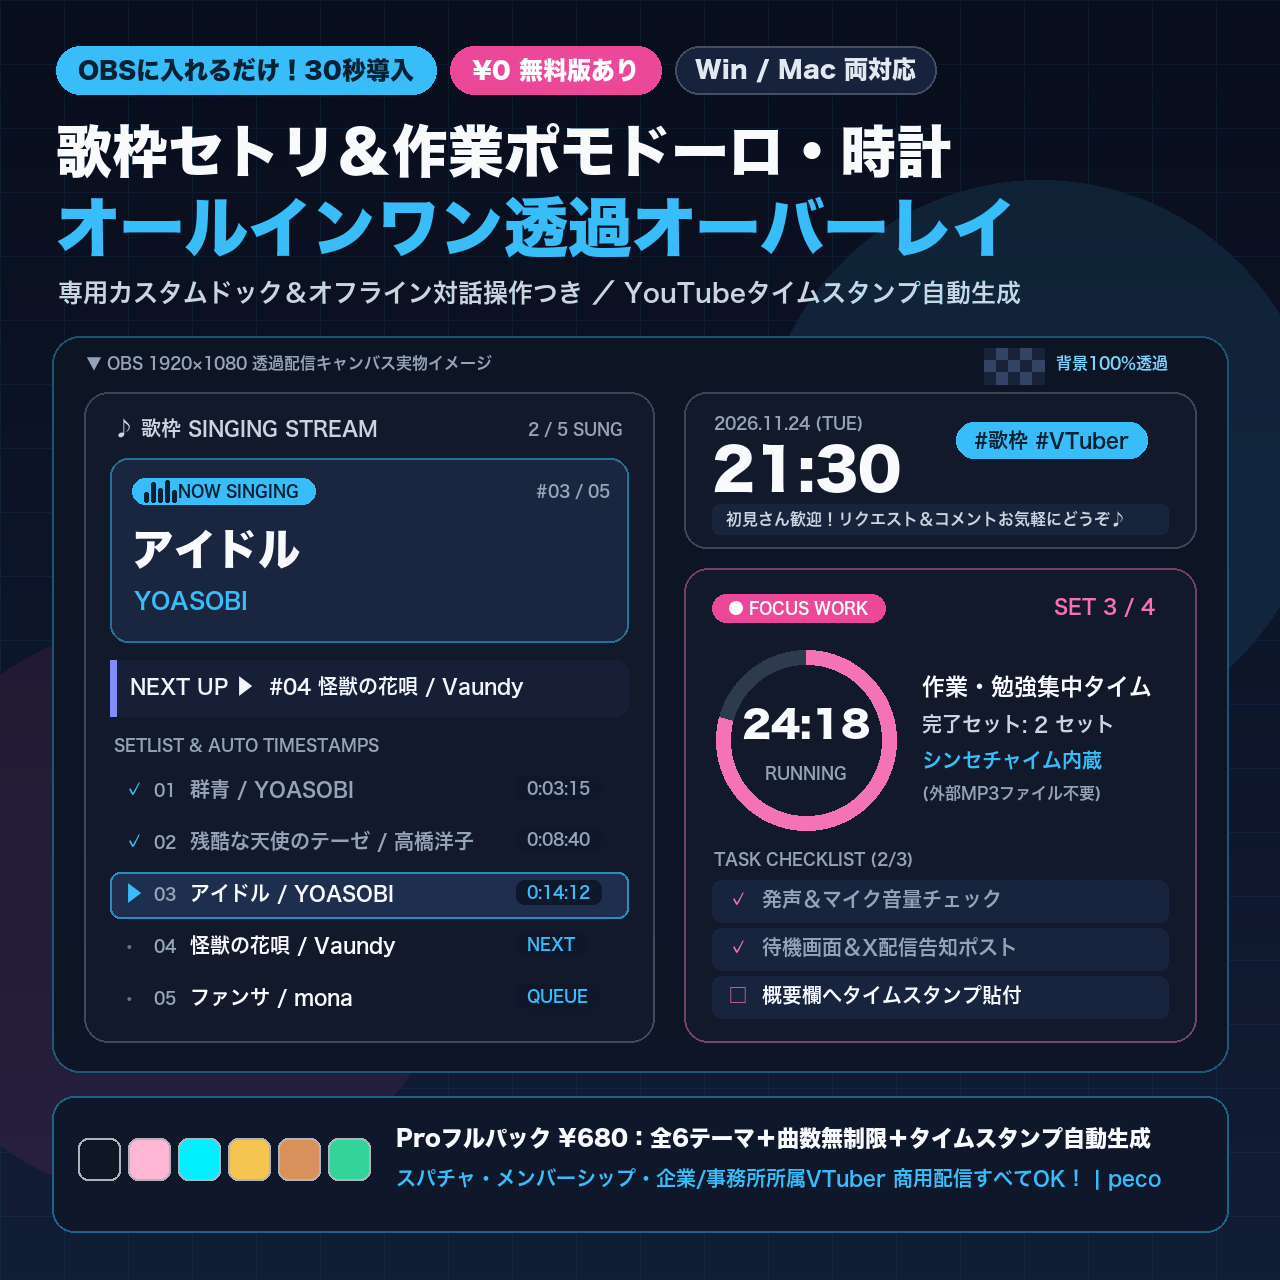 OBSに入れるだけ！30秒導入
¥0 無料版あり
Win / Mac 両対応
歌枠セトリ＆作業ポモドーロ・時計
オールインワン透過オーバーレイ
専用カスタムドック＆オフライン対話操作つき ／ YouTubeタイムスタンプ自動生成
▼ OBS 1920×1080 透過配信キャンバス実物イメージ
背景100%透過
♪ 歌枠 SINGING STREAM
2 / 5 SUNG
NOW SINGING
#03 / 05
アイドル
YOASOBI
NEXT UP ▶ #04 怪獣の花唄 / Vaundy
SETLIST & AUTO TIMESTAMPS
✓ 01 群青 / YOASOBI 0:03:15
✓ 02 残酷な天使のテーゼ / 高橋洋子 0:08:40
▶ 03 アイドル / YOASOBI 0:14:12
・ 04 怪獣の花唄 / Vaundy NEXT
・ 05 ファンサ / mona QUEUE
2026.11.24 (TUE)
21:30
#歌枠 #VTuber
初見さん歓迎！リクエスト＆コメントお気軽にどうぞ♪
● FOCUS WORK
SET 3 / 4
24:18
RUNNING
作業・勉強集中タイム
完了セット: 2 セット
シンセチャイム内蔵
(外部MP3ファイル不要)
TASK CHECKLIST (2/3)
✓ 発声＆マイク音量チェック
✓ 待機画面＆X配信告知ポスト
□ 概要欄へタイムスタンプ貼付
Proフルパック ¥680：全6テーマ＋曲数無制限＋タイムスタンプ自動生成
スパチャ・メンバーシップ・企業/事務所所属VTuber 商用配信すべてOK！ | peco